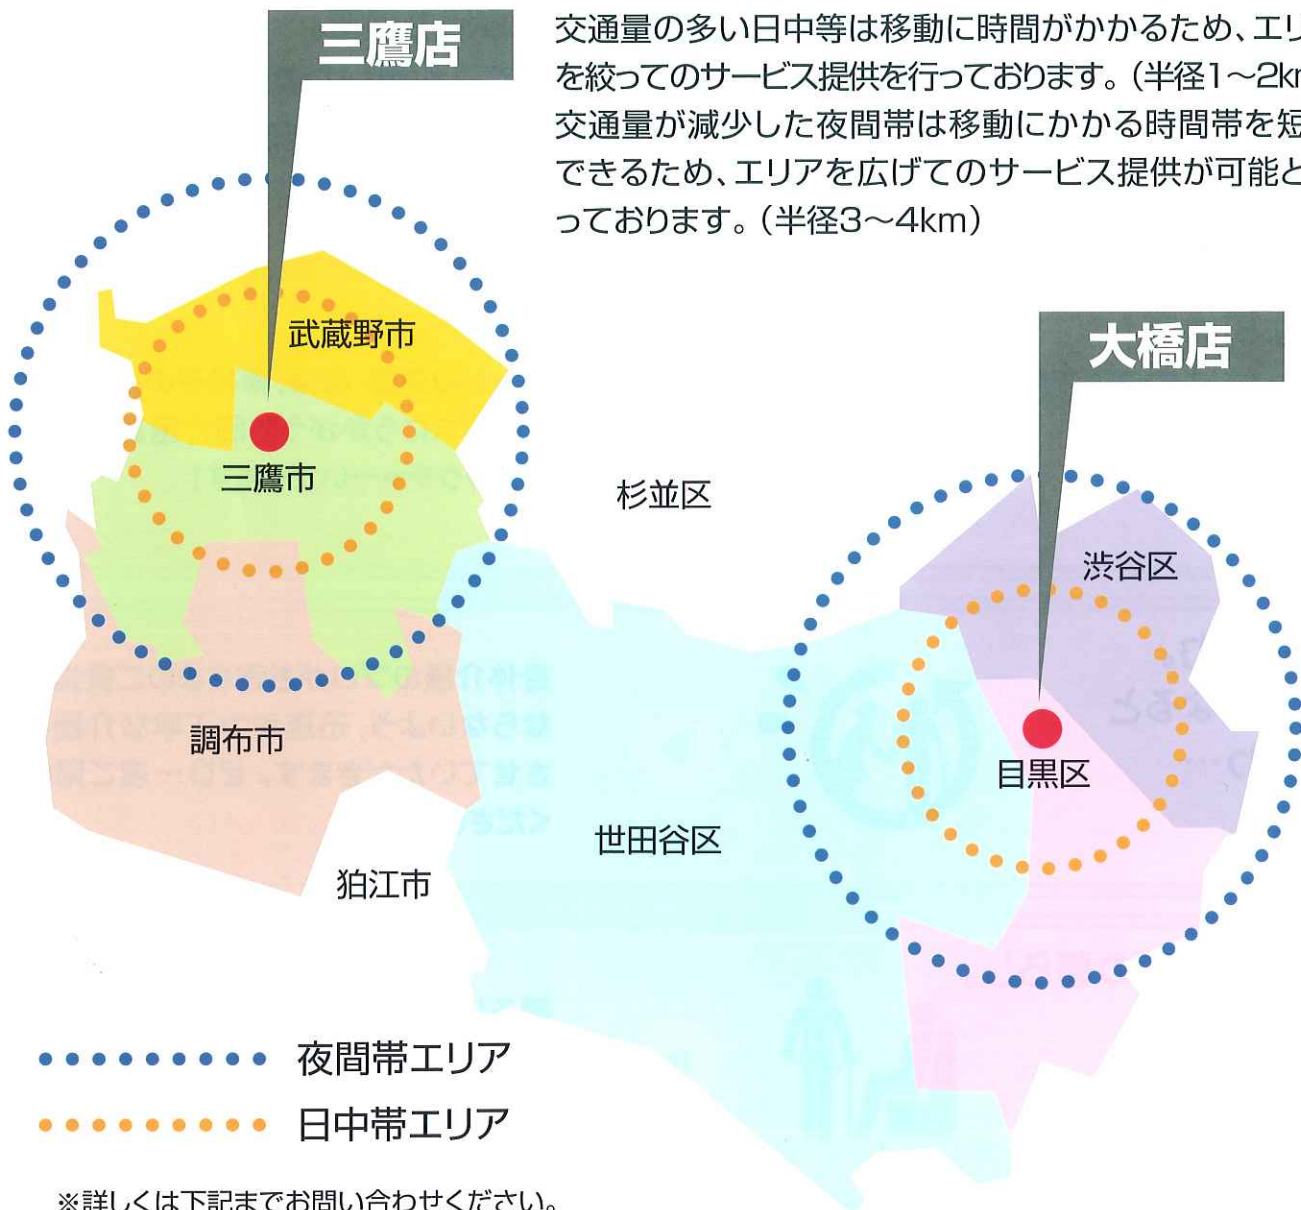 三鷹店
交通量の多い日中等は移動に時間がかかるため、エリ
を絞ってのサービス提供を行っております。（半径1～2km
交通量が減少した夜間帯は移動にかかる時間帯を短
できるため、エリアを広げてのサービス提供が可能と
っております。（半径3～4km）
武蔵野市
大橋店
三鷹市
杉並区
渋谷区
調布市
目黒区
世田谷区
狛江市
夜間帯エリア
日中帯エリア
※詳しくは下記までお問い合わせください。